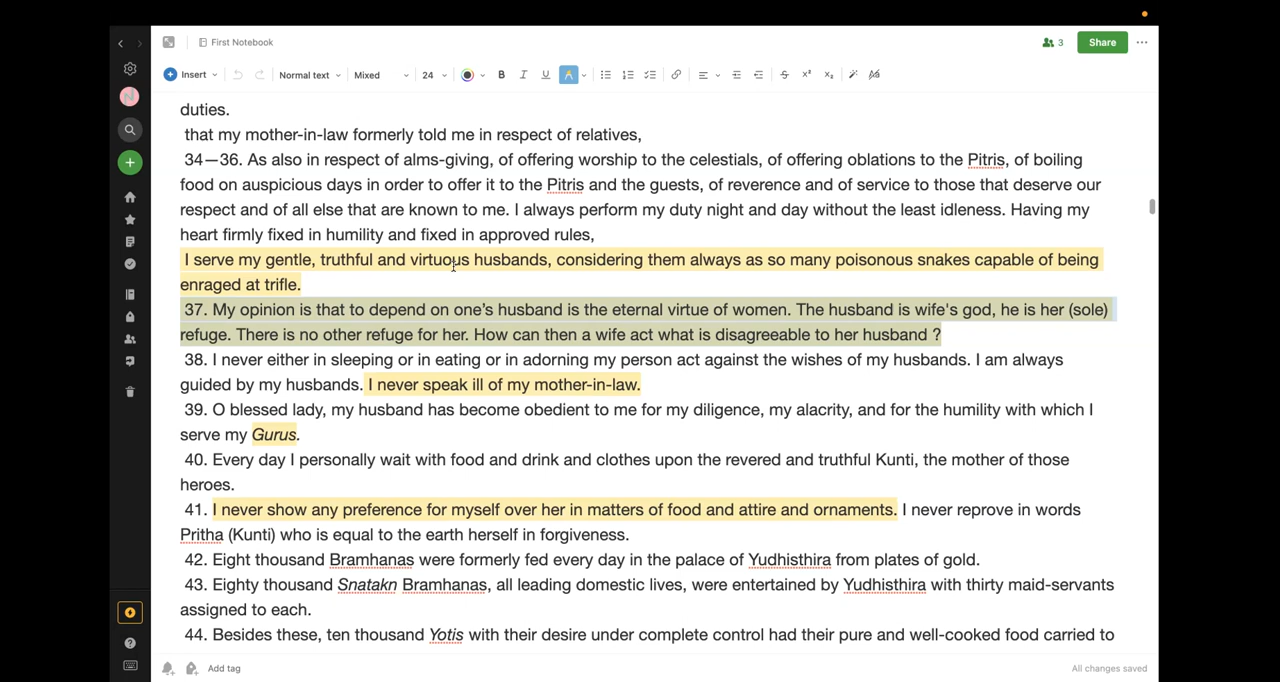 First Notebook
3
Share
Insert
Normal text
Mixed
24
duties.
that my mother-in-law formerly told me in respect of relatives,
34—36. As also in respect of alms-giving, of offering worship to the celestials, of offering oblations to the Pitris, of boiling
food on auspicious days in order to offer it to the Pitris and the guests, of reverence and of service to those that deserve our
respect and of all else that are known to me. I always perform my duty night and day without the least idleness. Having my
heart firmly fixed in humility and fixed in approved rules,
I serve my gentle, truthful and virtuous husbands, considering them always as so many poisonous snakes capable of being
enraged at trifle.
37. My opinion is that to depend on one’s husband is the eternal virtue of women. The husband is wife's god, he is her (sole)
refuge. There is no other refuge for her. How can then a wife act what is disagreeable to her husband ?
38. I never either in sleeping or in eating or in adorning my person act against the wishes of my husbands. I am always
guided by my husbands. I never speak ill of my mother-in-law.
39. O blessed lady, my husband has become obedient to me for my diligence, my alacrity, and for the humility with which I
serve my Gurus.
40. Every day I personally wait with food and drink and clothes upon the revered and truthful Kunti, the mother of those
heroes.
41. I never show any preference for myself over her in matters of food and attire and ornaments. I never reprove in words
Pritha (Kunti) who is equal to the earth herself in forgiveness.
42. Eight thousand Bramhanas were formerly fed every day in the palace of Yudhisthira from plates of gold.
43. Eighty thousand Snatakn Bramhanas, all leading domestic lives, were entertained by Yudhisthira with thirty maid-servants
assigned to each.
44. Besides these, ten thousand Yotis with their desire under complete control had their pure and well-cooked food carried to
Add tag
All changes saved